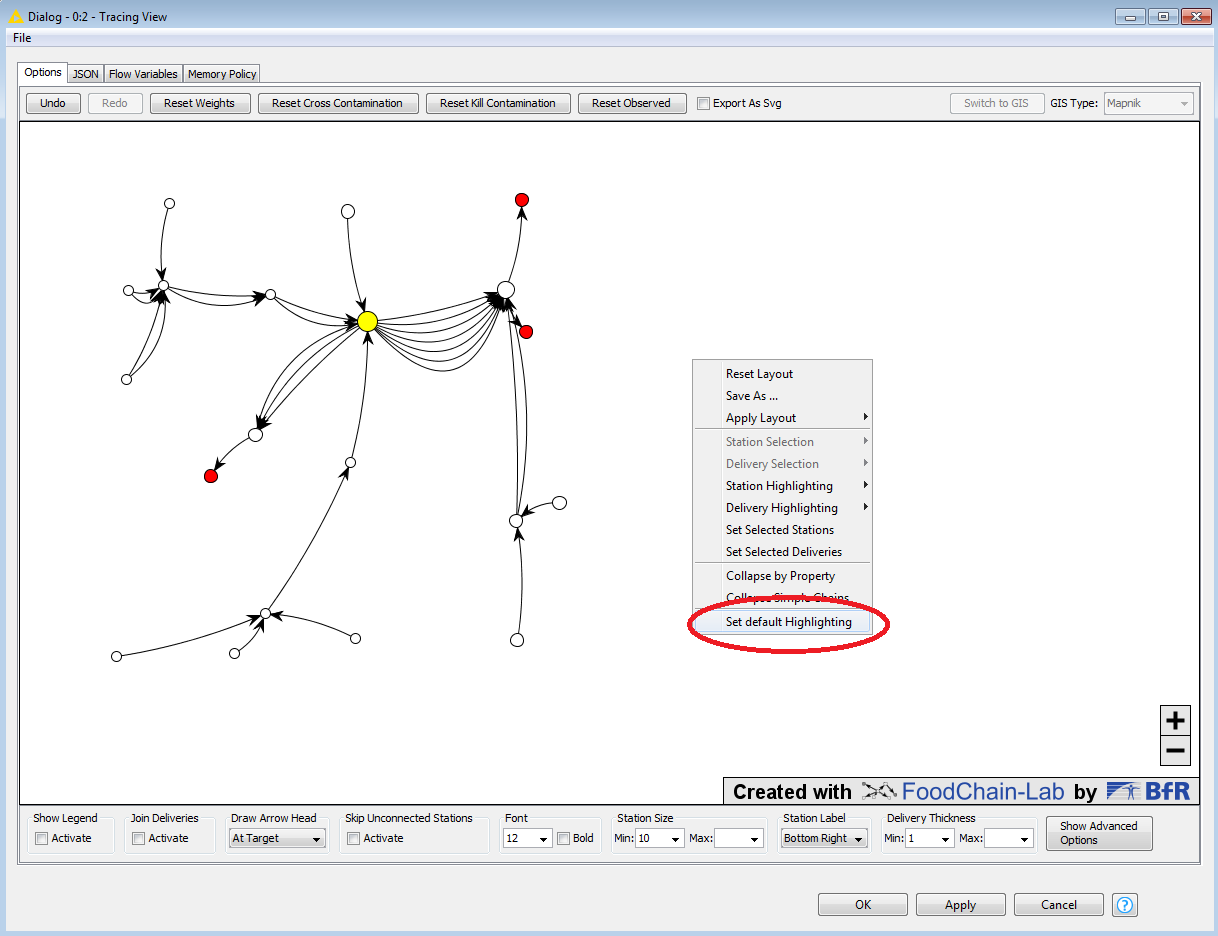 Dialog - 0:2 - Tracing View
File
Options JSON Flow Variables Memory Policy
Undo Redo Reset Weights Reset Cross Contamination Reset Kill Contamination Reset Observed Export As Svg Switch to GIS GIS Type: Mapnik
Reset Layout
Save As ...
Apply Layout
Station Selection
Delivery Selection
Station Highlighting
Delivery Highlighting
Set Selected Stations
Set Selected Deliveries
Collapse by Property
Collapse Simple Chains
Set default Highlighting
+
−
Created with FoodChain-Lab by BfR
Show Legend Join Deliveries Draw Arrow Head Skip Unconnected Stations Font Station Size Station Label Delivery Thickness
Activate Activate At Target Activate 12 Bold Min: 10 Max: Bottom Right Min: 1 Max:
Show Advanced
Options
OK Apply Cancel ?